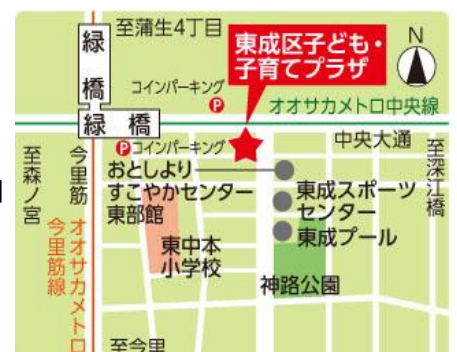 至蒲生4丁目
緑橋
東成区子ども・
子育てプラザ
N
コインパーキング
P
オオサカメトロ中央線
緑橋
P
コインパーキング
中央大通
至深江橋
至森ノ宮
今里筋
オオサカメトロ
今里筋線
おとしより
すこやかセンター
東部館
東成スポーツ
センター
東成プール
東中本
小学校
神路公園
至今里